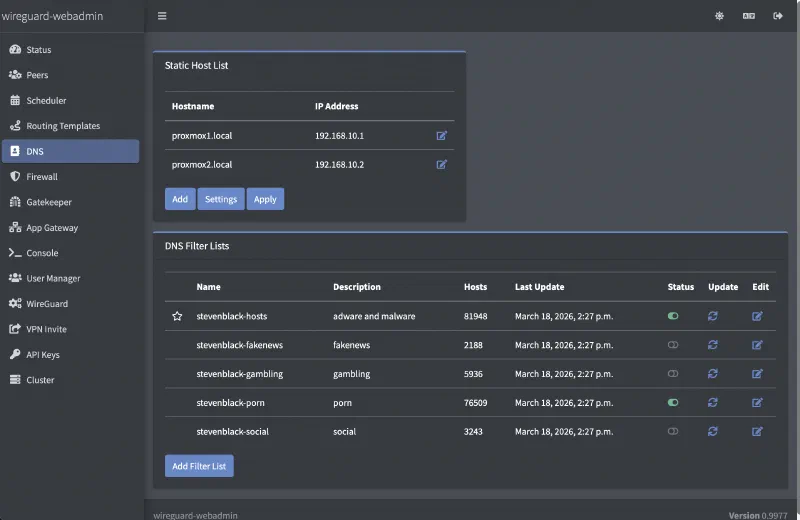 wireguard-webadmin
Status
Peers
Scheduler
Routing Templates
DNS
Firewall
Gatekeeper
App Gateway
Console
User Manager
WireGuard
VPN Invite
API Keys
Cluster
Static Host List
Hostname IP Address
proxmox1.local 192.168.10.1
proxmox2.local 192.168.10.2
Add Settings Apply
DNS Filter Lists
Name Description Hosts Last Update Status Update Edit
stevenblack-hosts adware and malware 81948 March 18, 2026, 2:27 p.m.
stevenblack-fakenews fakenews 2188 March 18, 2026, 2:27 p.m.
stevenblack-gambling gambling 5936 March 18, 2026, 2:27 p.m.
stevenblack-porn porn 76509 March 18, 2026, 2:27 p.m.
stevenblack-social social 3243 March 18, 2026, 2:27 p.m.
Add Filter List
wireguard-webadmin Version 0.9977